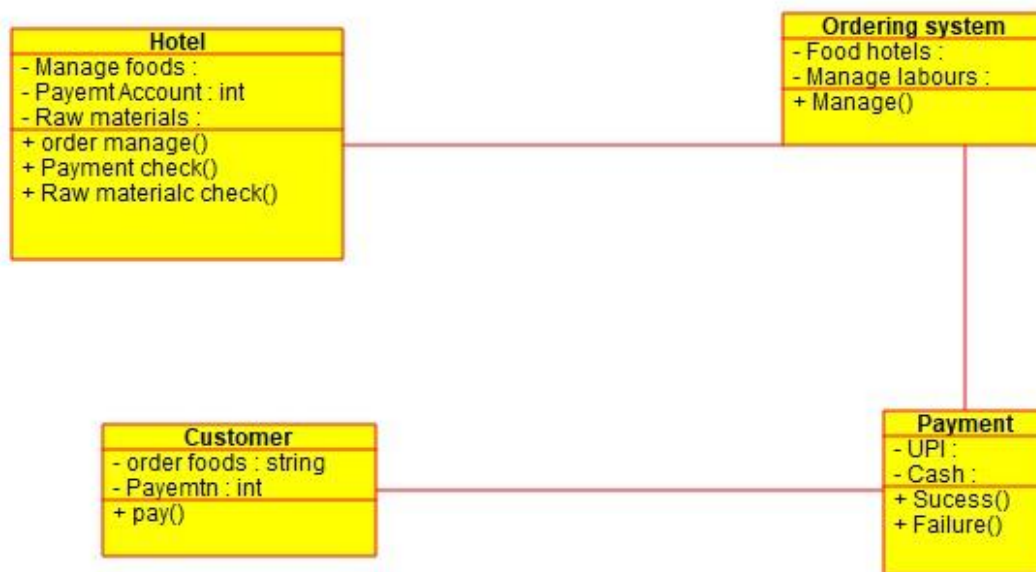 Hotel
- Manage foods :
- Payemt Account : int
- Raw materials :
+ order manage()
+ Payment check()
+ Raw materialc check()
Ordering system
- Food hotels :
- Manage labours :
+ Manage()
Customer
- order foods : string
- Payemtn : int
+ pay()
Payment
- UPI :
- Cash :
+ Sucess()
+ Failure()